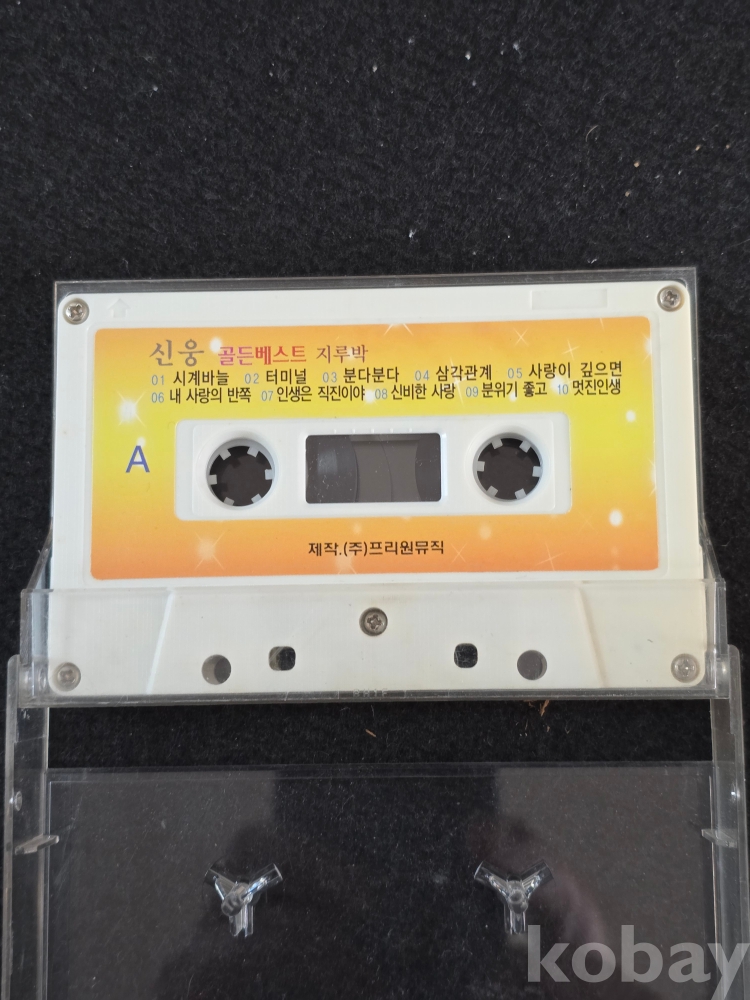 신웅 골든베스트 지루박
01 시계바늘 02 터미널 03 분다분다 04 삼각관계 05 사랑이 깊으면
06 내 사랑의 반쪽 07 인생은 직진이야 08 신비한 사랑 09 분위기 좋고 10 멋진인생
A
제작.(주)프리원뮤직
kobay